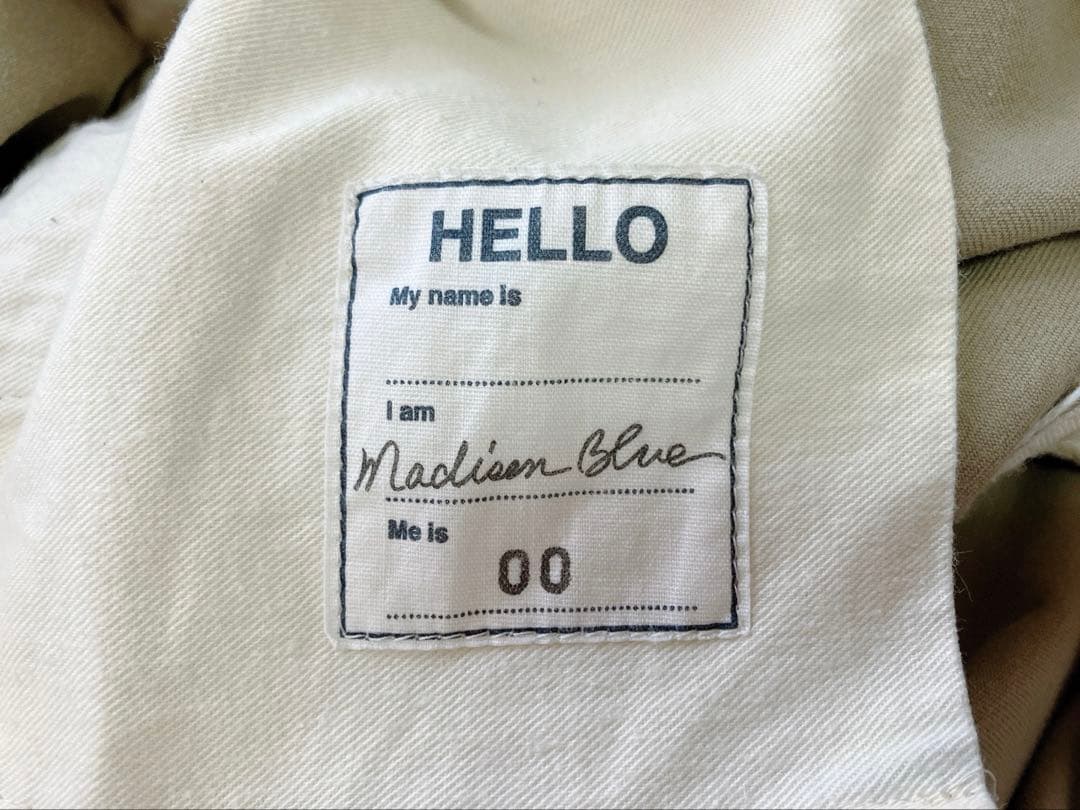 HELLO
My name is
I am
Madison Blue
Me is
00